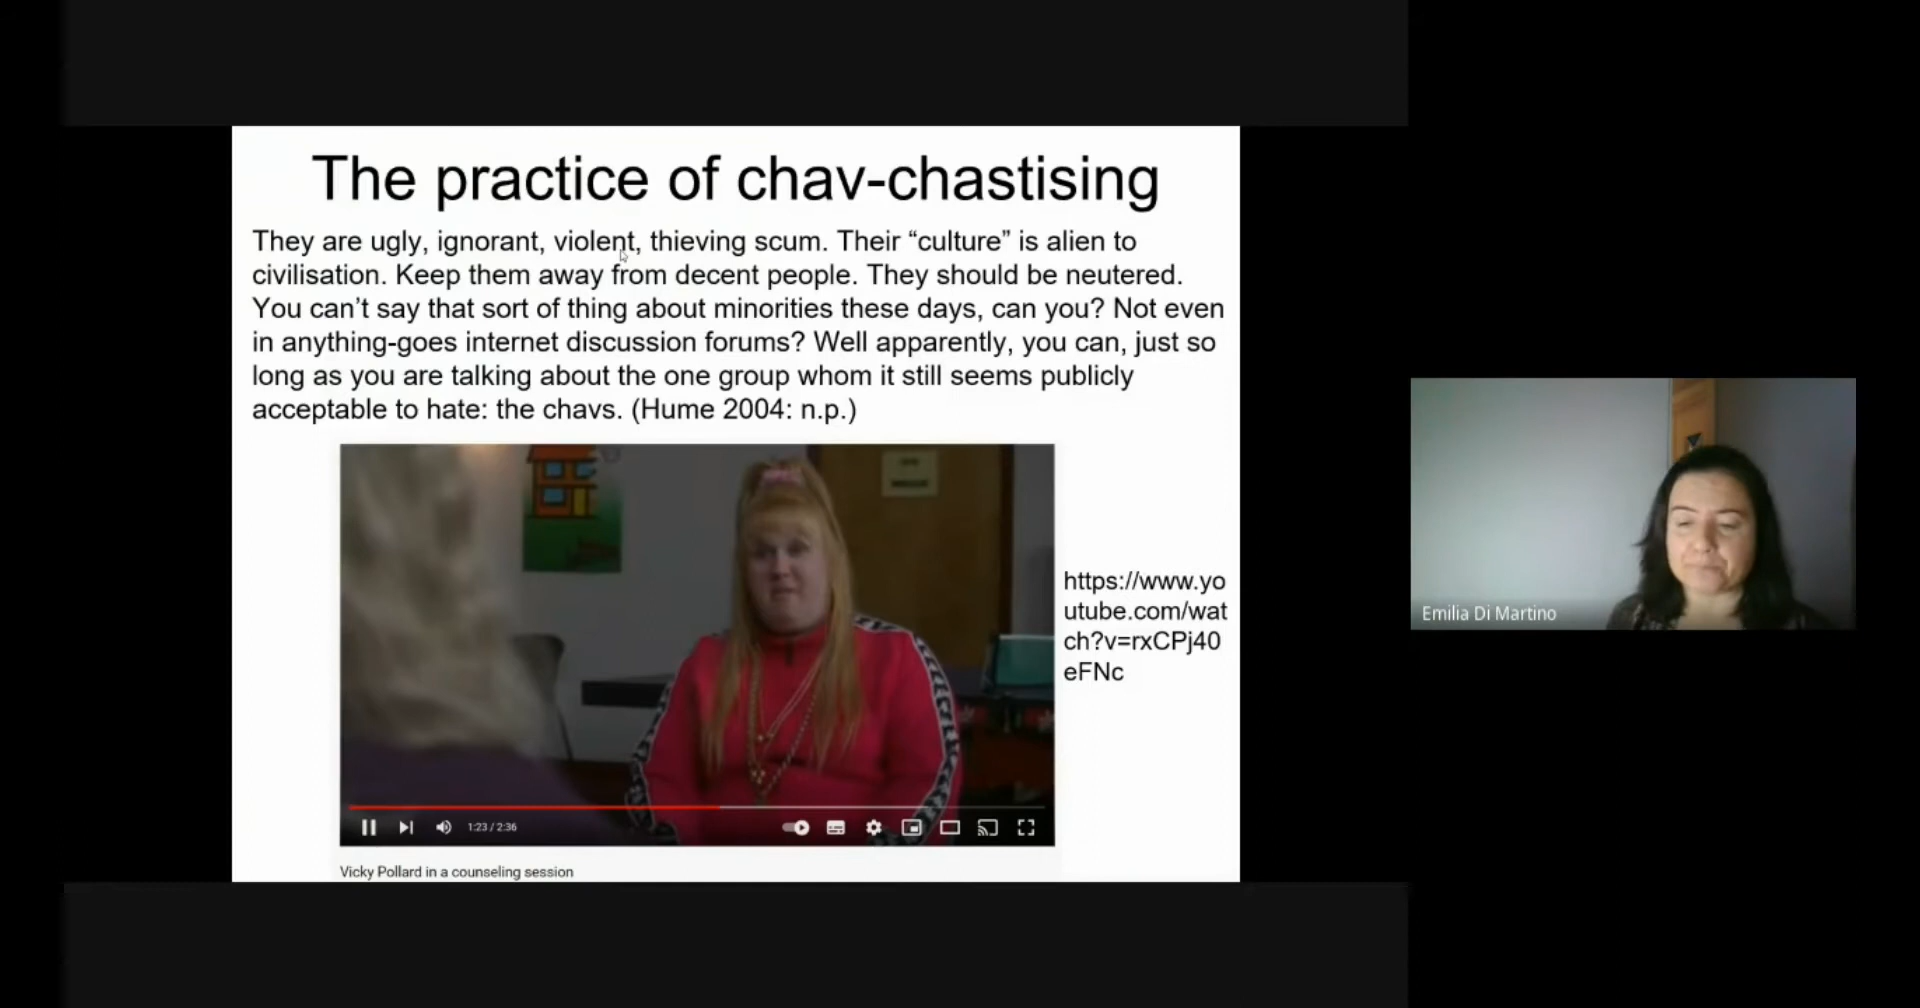 The practice of chav-chastising
They are ugly, ignorant, violent, thieving scum. Their “culture” is alien to
civilisation. Keep them away from decent people. They should be neutered.
You can’t say that sort of thing about minorities these days, can you? Not even
in anything-goes internet discussion forums? Well apparently, you can, just so
long as you are talking about the one group whom it still seems publicly
acceptable to hate: the chavs. (Hume 2004: n.p.)
https://www.yo
utube.com/wat
ch?v=rxCPj40
eFNc
1:23 / 2:36
Vicky Pollard in a counseling session
Emilia Di Martino